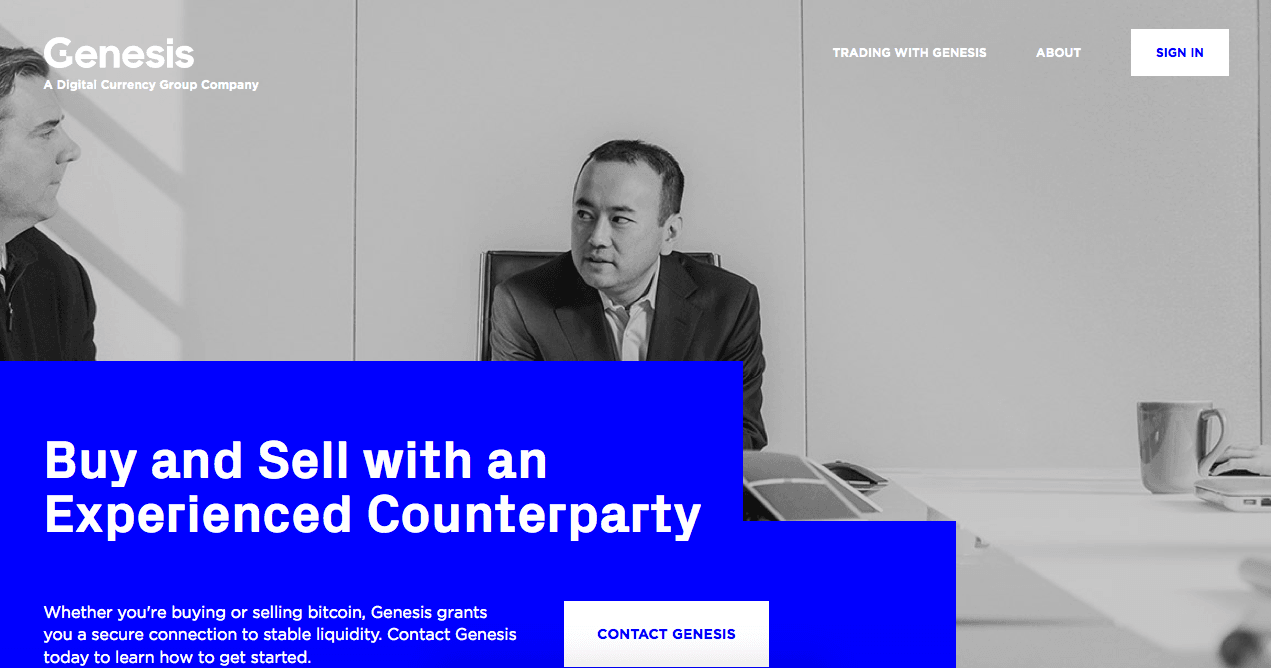 Genesis
A Digital Currency Group Company
TRADING WITH GENESIS
ABOUT
SIGN IN
Buy and Sell with an
Experienced Counterparty
Whether you're buying or selling bitcoin, Genesis grants
you a secure connection to stable liquidity. Contact Genesis
today to learn how to get started.
CONTACT GENESIS